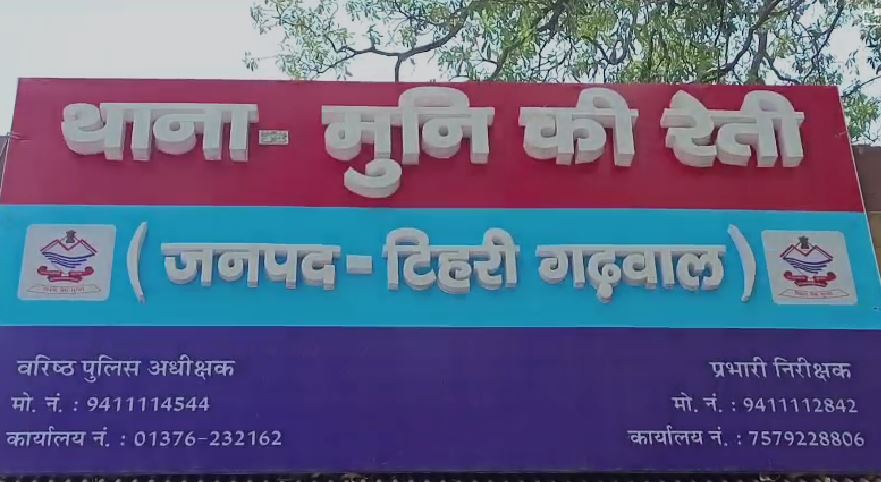 थाना - मुनि की रेती
(जनपद - टिहरी गढ़वाल)
वरिष्ठ पुलिस अधीक्षक
मो. नं. : 9411114544
कार्यालय नं. : 01376-232162
प्रभारी निरीक्षक
मो. नं. : 9411112842
कार्यालय नं. : 7579228806